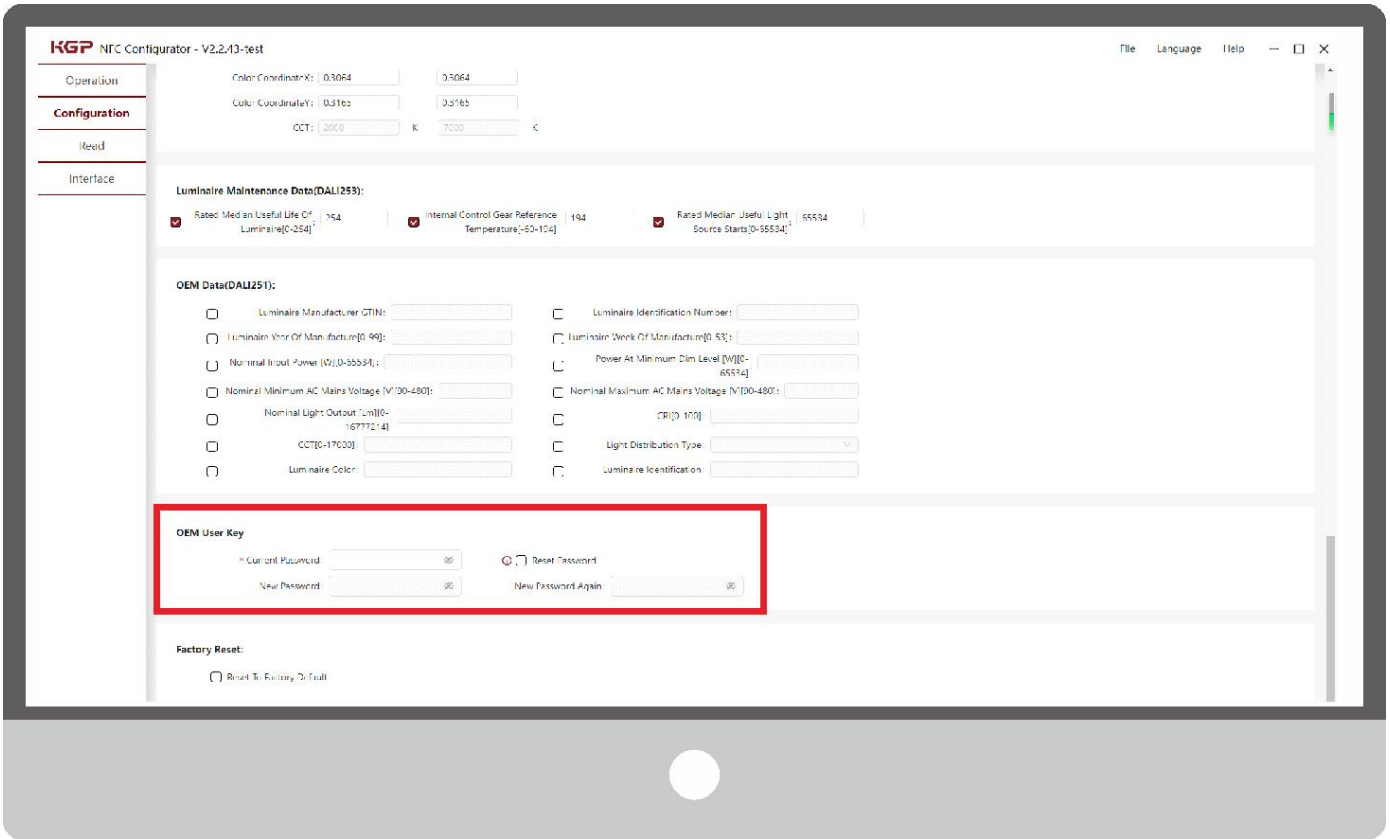 KGP NFC Configurator - V2.2.43-test
File Language Help
Operation
Configuration
Read
Interface
Color CoordinateX: 0.3064 0.3064
Color CoordinateY: 0.3165 0.3165
CCT: 2000 K 7000 K
Luminaire Maintenance Data(DALI253):
Rated Median Useful Life Of Luminaire[0-254]: 254
Internal Control Gear Reference Temperature[-60-194] 194
Rated Median Useful Light Source Starts[0-65534]: 65534
OEM Data(DALI251):
Luminaire Manufacturer GTIN: Luminaire Identification Number:
Luminaire Year Of Manufacture[0-99]: Luminaire Week Of Manufacture[0-53]:
Nominal Input Power [W][0-65534]: Power At Minimum Dim Level [W][0-65534]
Nominal Minimum AC Mains Voltage [V][90-480]: Nominal Maximum AC Mains Voltage [V][90-480]:
Nominal Light Output [Lm][0-16777214] CRI[0-100]:
CCT[0-17000]: Light Distribution Type:
Luminaire Color: Luminaire Identification:
OEM User Key
* Current Password: Reset Password
New Password: New Password Again:
Factory Reset:
Reset To Factory Default